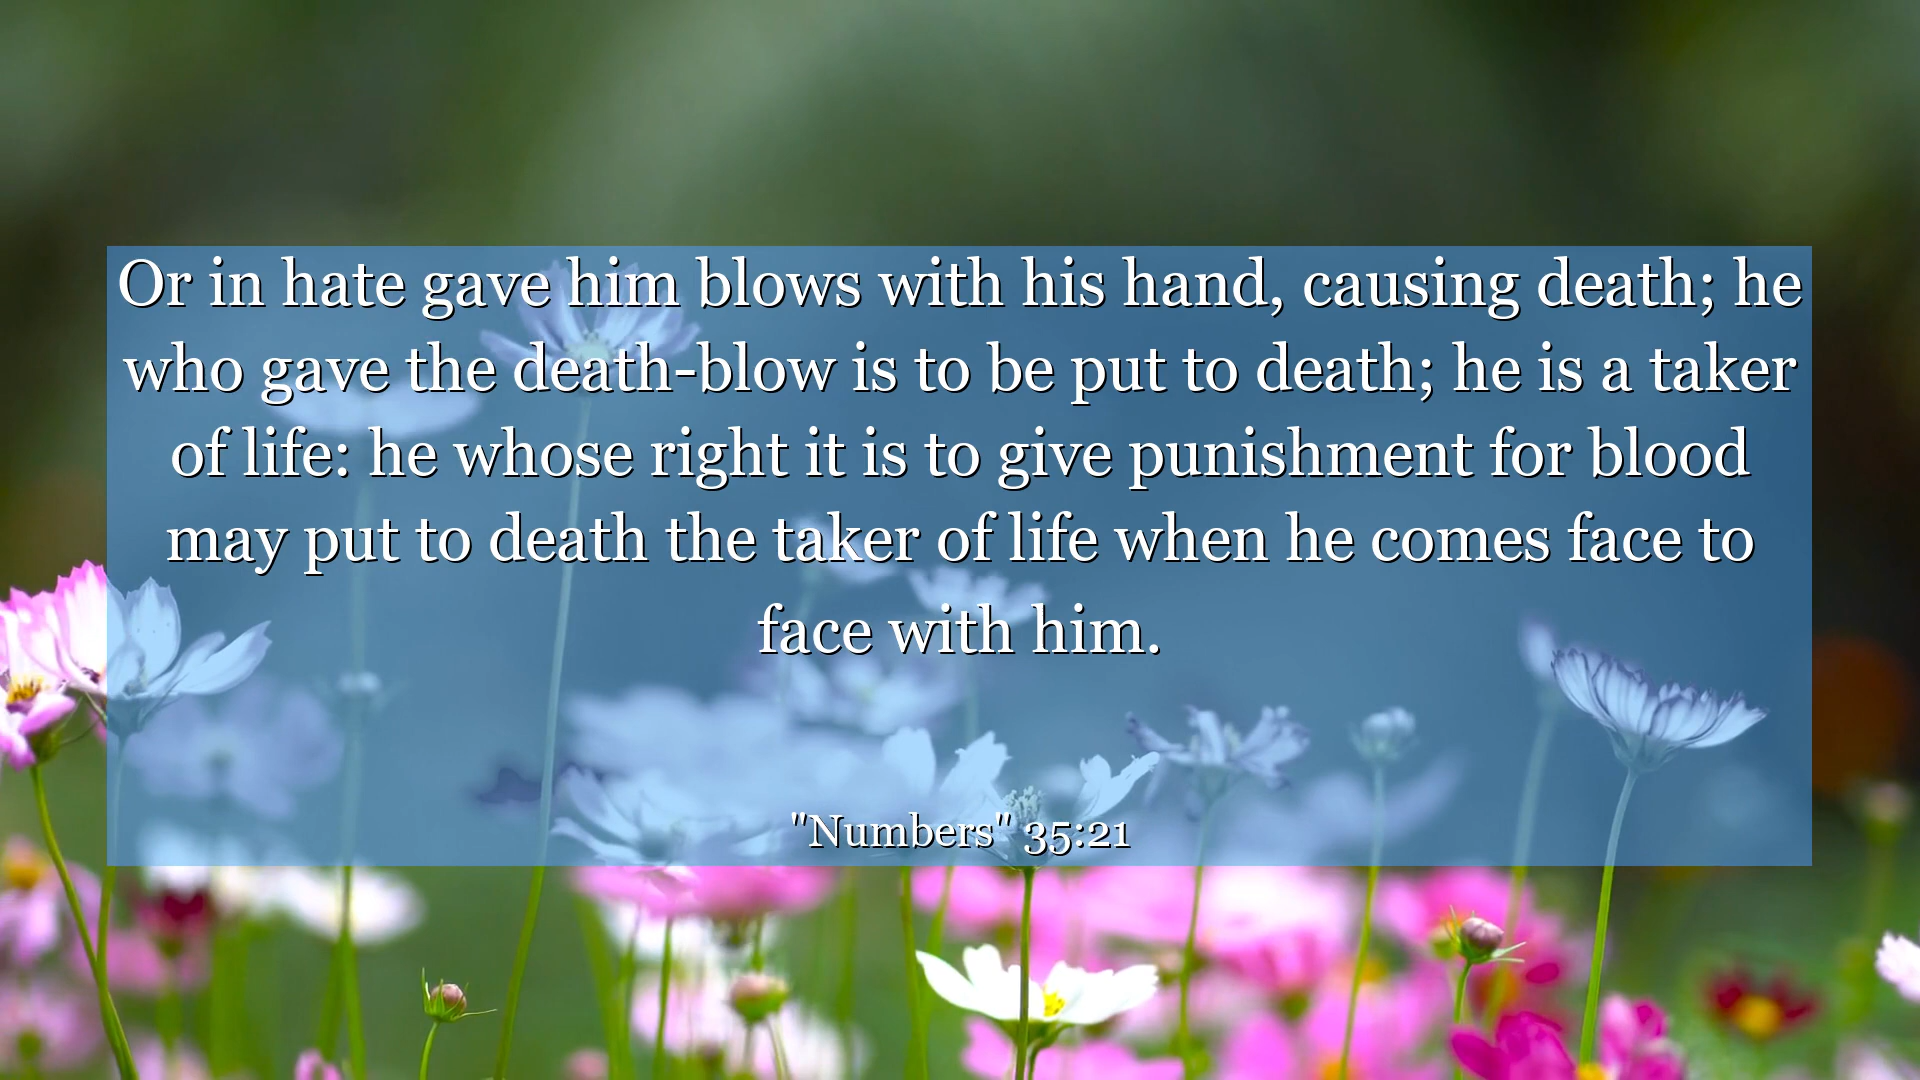 Or in hate gave him blows with his hand, causing death; he
who gave the death-blow is to be put to death; he is a taker
of life: he whose right it is to give punishment for blood
may put to death the taker of life when he comes face to
face with him.
"Numbers" 35:21